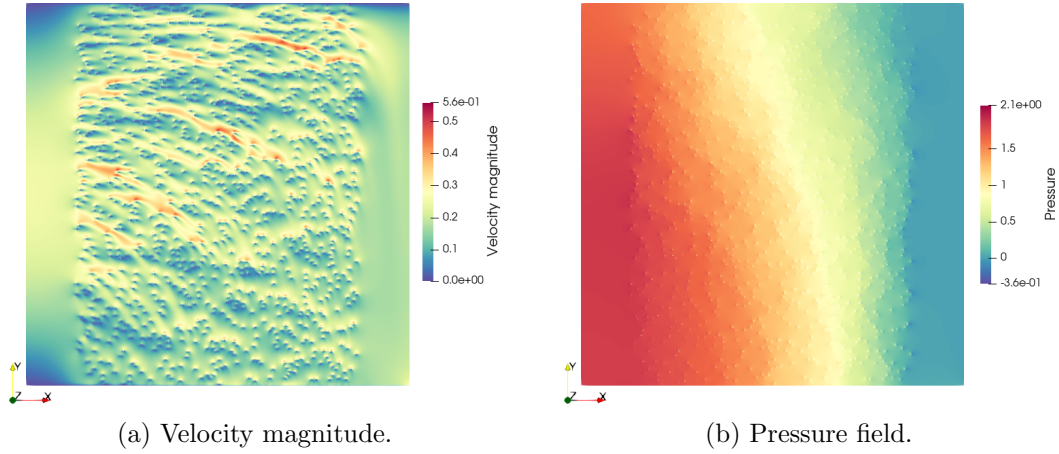 5.6e-01
0.5
0.4
0.3
0.2
0.1
0.0e+00
Velocity magnitude
Y
Z
X
2.1e+00
1.5
1
0.5
0
-3.6e-01
Pressure
Y
Z
X
(a) Velocity magnitude.
(b) Pressure field.